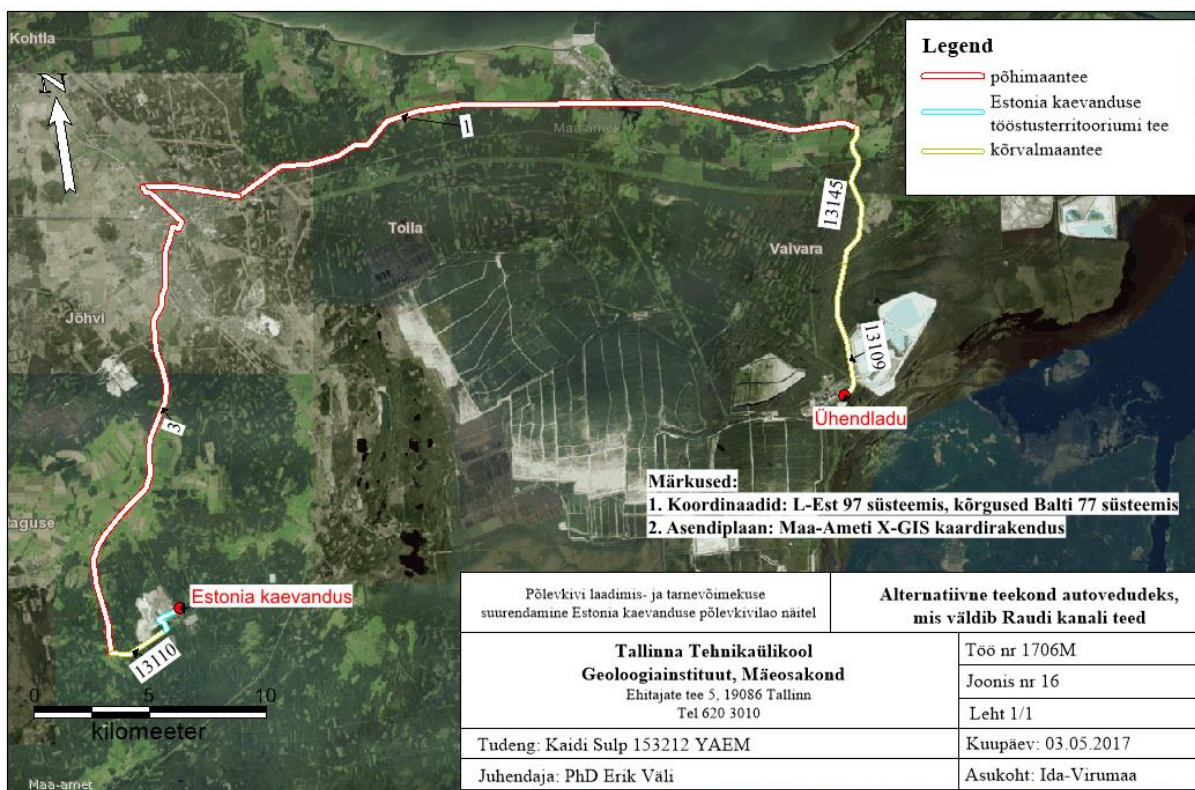 Kohtla
N
1
Maa-amet
13145
Toila
Vaivara
Jõhvi
13109
Ühendladu
3
taguse
Estonia kaevandus
13110
0 5 10
kilomeeter
Maa-amet
Legend
põhimaantee
Estonia kaevanduse
tööstusterritooriumi tee
kõrvalmaantee
Märkused:
1. Koordinaadid: L-Est 97 süsteemis, kõrgused Balti 77 süsteemis
2. Asendiplaan: Maa-Ameti X-GIS kaardirakendus
Põlevkivi laadimis- ja tarnevõimekuse
suurendamine Estonia kaevanduse põlevkivilao näitel
Alternatiivne teekond autovedudeks,
mis väldib Raudi kanali teed
Tallinna Tehnikaülikool
Geoloogiainstituut, Mäeosakond
Ehitajate tee 5, 19086 Tallinn
Tel 620 3010
Töö nr 1706M
Joonis nr 16
Leht 1/1
Tudeng: Kaidi Sulp 153212 YAEM
Kuupäev: 03.05.2017
Juhendaja: PhD Erik Väli
Asukoht: Ida-Virumaa